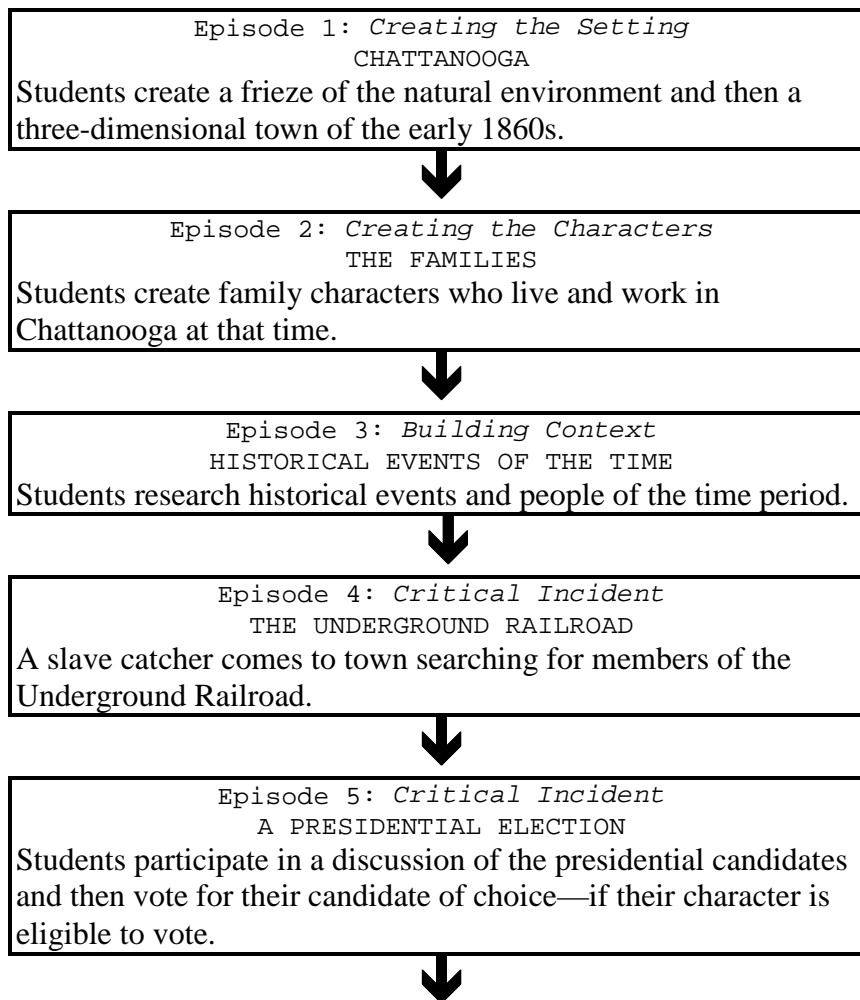 Episode 1: Creating the Setting
CHATTANOOGA
Students create a frieze of the natural environment and then a
three-dimensional town of the early 1860s.
Episode 2: Creating the Characters
THE FAMILIES
Students create family characters who live and work in
Chattanooga at that time.
Episode 3: Building Context
HISTORICAL EVENTS OF THE TIME
Students research historical events and people of the time period.
Episode 4: Critical Incident
THE UNDERGROUND RAILROAD
A slave catcher comes to town searching for members of the
Underground Railroad.
Episode 5: Critical Incident
A PRESIDENTIAL ELECTION
Students participate in a discussion of the presidential candidates
and then vote for their candidate of choice—if their character is
eligible to vote.